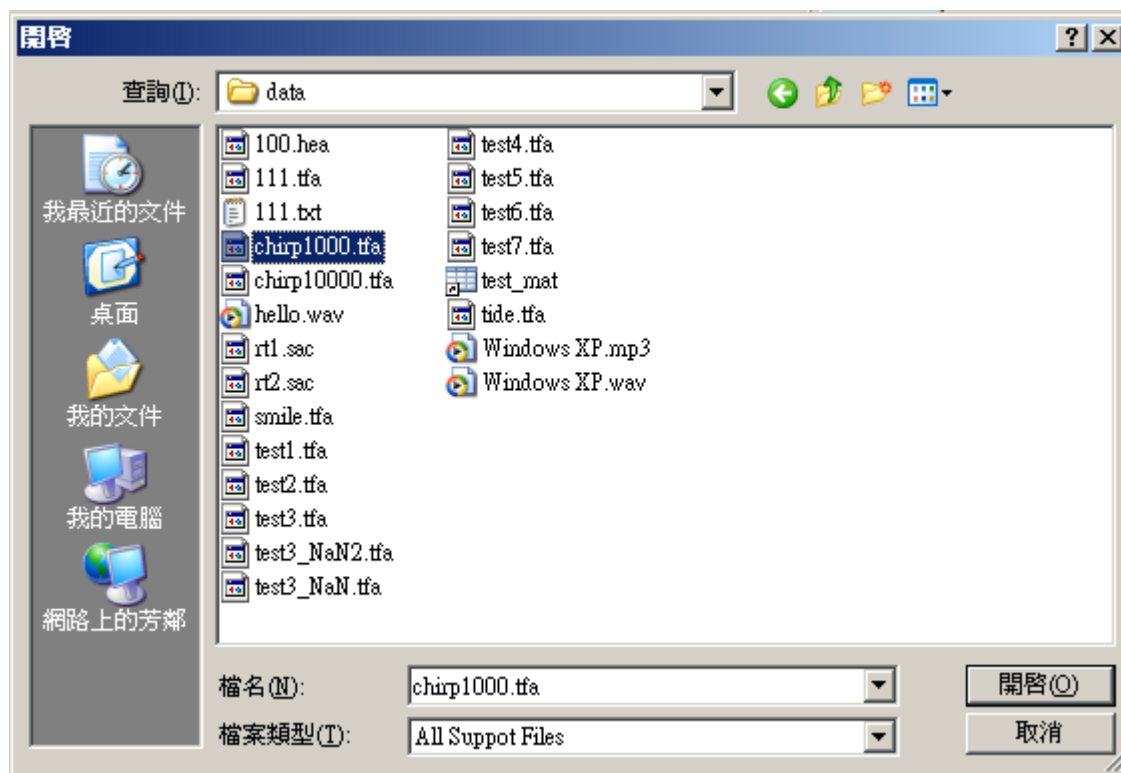 開啓
查詢(I):
data
我最近的文件
桌面
我的文件
我的電腦
網路上的芳鄰
100.hea
111.tfa
111.txt
chirp1000.tfa
chirp10000.tfa
hello.wav
rt1.sac
rt2.sac
smile.tfa
test1.tfa
test2.tfa
test3.tfa
test3_NaN2.tfa
test3_NaN.tfa
test4.tfa
test5.tfa
test6.tfa
test7.tfa
test_mat
tide.tfa
Windows XP.mp3
Windows XP.wav
檔名(N):
chirp1000.tfa
開啓(O)
檔案類型(T):
All Suppot Files
取消